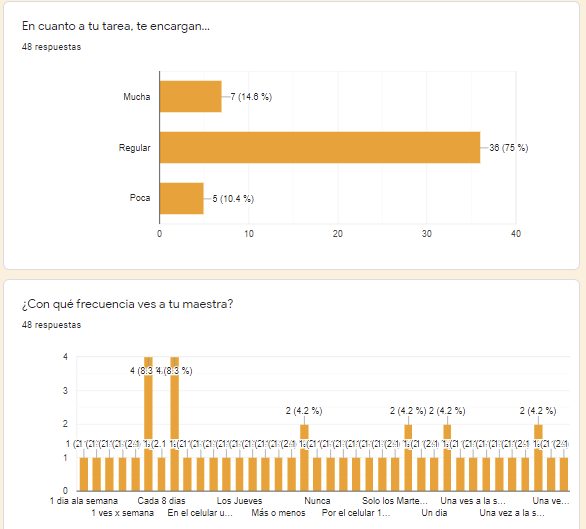 En cuanto a tu tarea, te encargan...
48 respuestas
Mucha
7 (14.6 %)
Regular
36 (75 %)
Poca
5 (10.4 %)
0 10 20 30 40
¿Con qué frecuencia ves a tu maestra?
48 respuestas
4
4 (8.3 4 (8.3 %)
3
2 (4.2 %) 2 (4.2 %) 2 (4.2 %) 2 (4.2 %)
2
1
0
1 dia ala semana Cada 8 dias Los Jueves Nunca Solo los Marte... Una ves a la s... Una ve...
1 ves x semana En el celular u... Más o menos Por el celular 1... Un dia Una vez a la s...